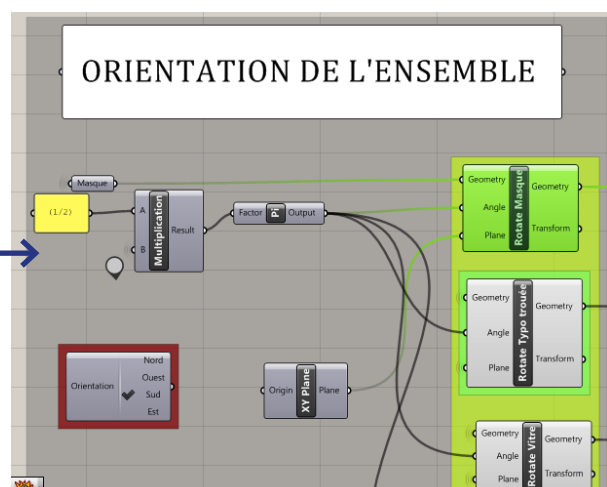 ORIENTATION DE L'ENSEMBLE
Masque
(1/2)
A
B
Multiplication
Result
Factor
Pi
Output
Geometry
Angle
Plane
Rotate Masque
Geometry
Transform
Geometry
Angle
Plane
Rotate Typo trouée
Geometry
Transform
Orientation
Nord
Ouest
Sud
Est
Origin
XY Plane
Plane
Geometry
Angle
Plane
Rotate Vitre
Geometry
Transform